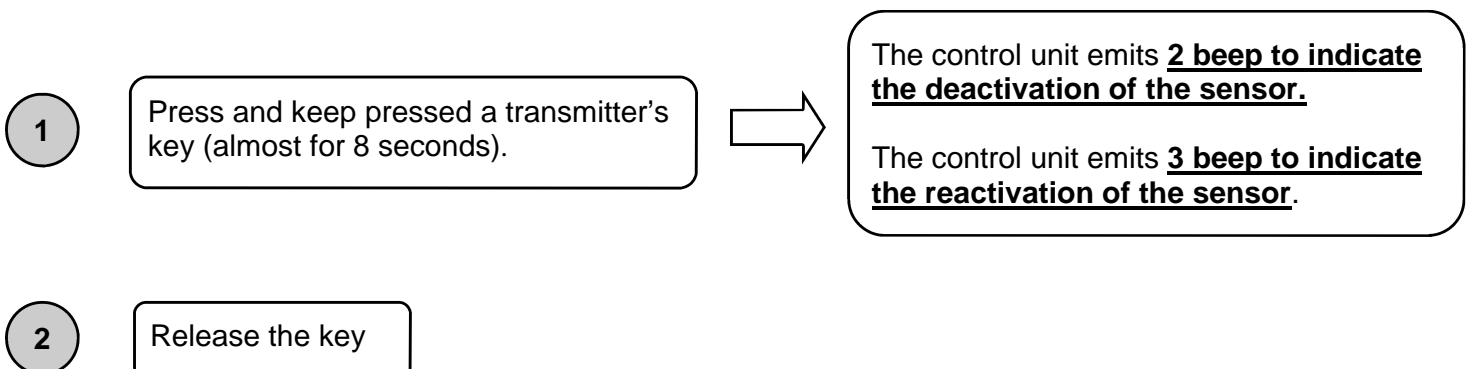 1
Press and keep pressed a transmitter’s
key (almost for 8 seconds).
The control unit emits 2 beep to indicate
the deactivation of the sensor.
The control unit emits 3 beep to indicate
the reactivation of the sensor.
2
Release the key